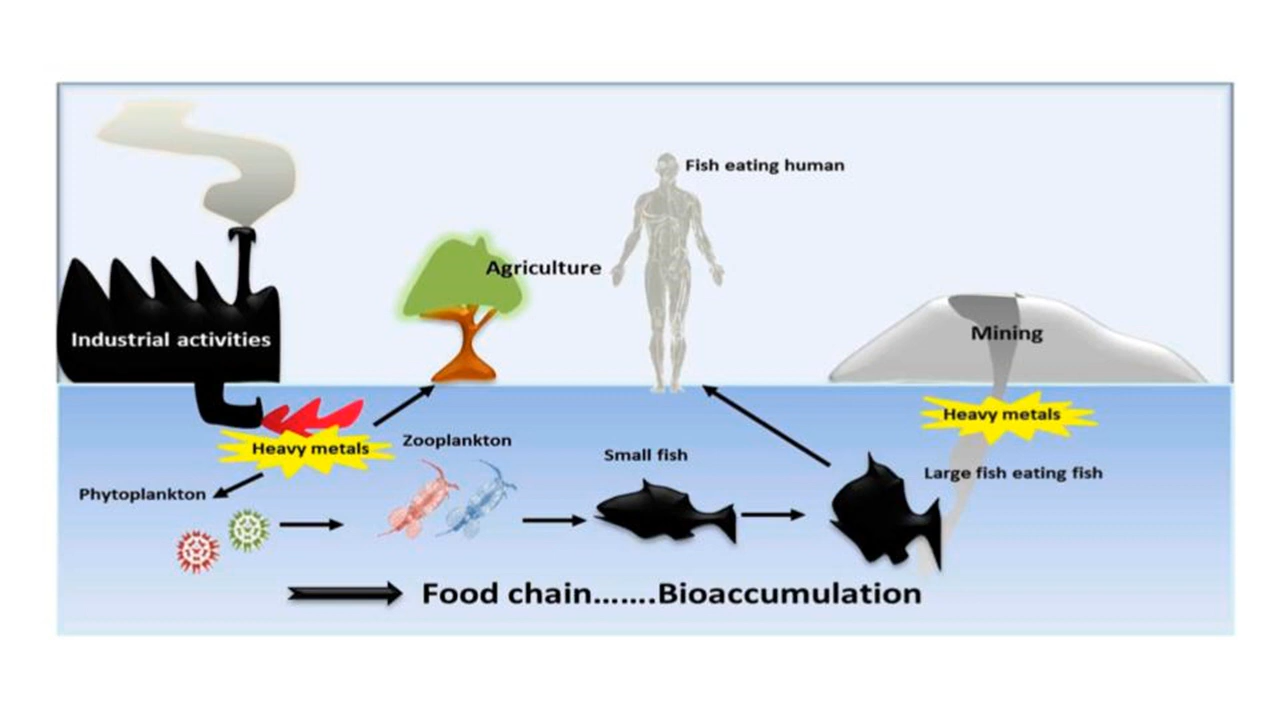 Fish eating human
Agriculture
Industrial activities
Mining
Heavy metals
Heavy metals
Zooplankton
Small fish
Large fish eating fish
Phytoplankton
Food chain.......Bioaccumulation